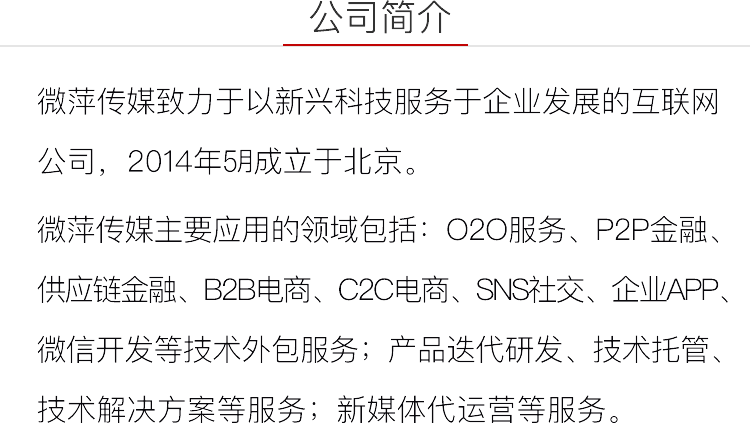 公司简介
微萍传媒致力于以新兴科技服务于企业发展的互联网
公司，2014年5月成立于北京。
微萍传媒主要应用的领域包括：O2O服务、P2P金融、
供应链金融、B2B电商、C2C电商、SNS社交、企业APP、
微信开发等技术外包服务；产品迭代研发、技术托管、
技术解决方案等服务；新媒体代运营等服务。